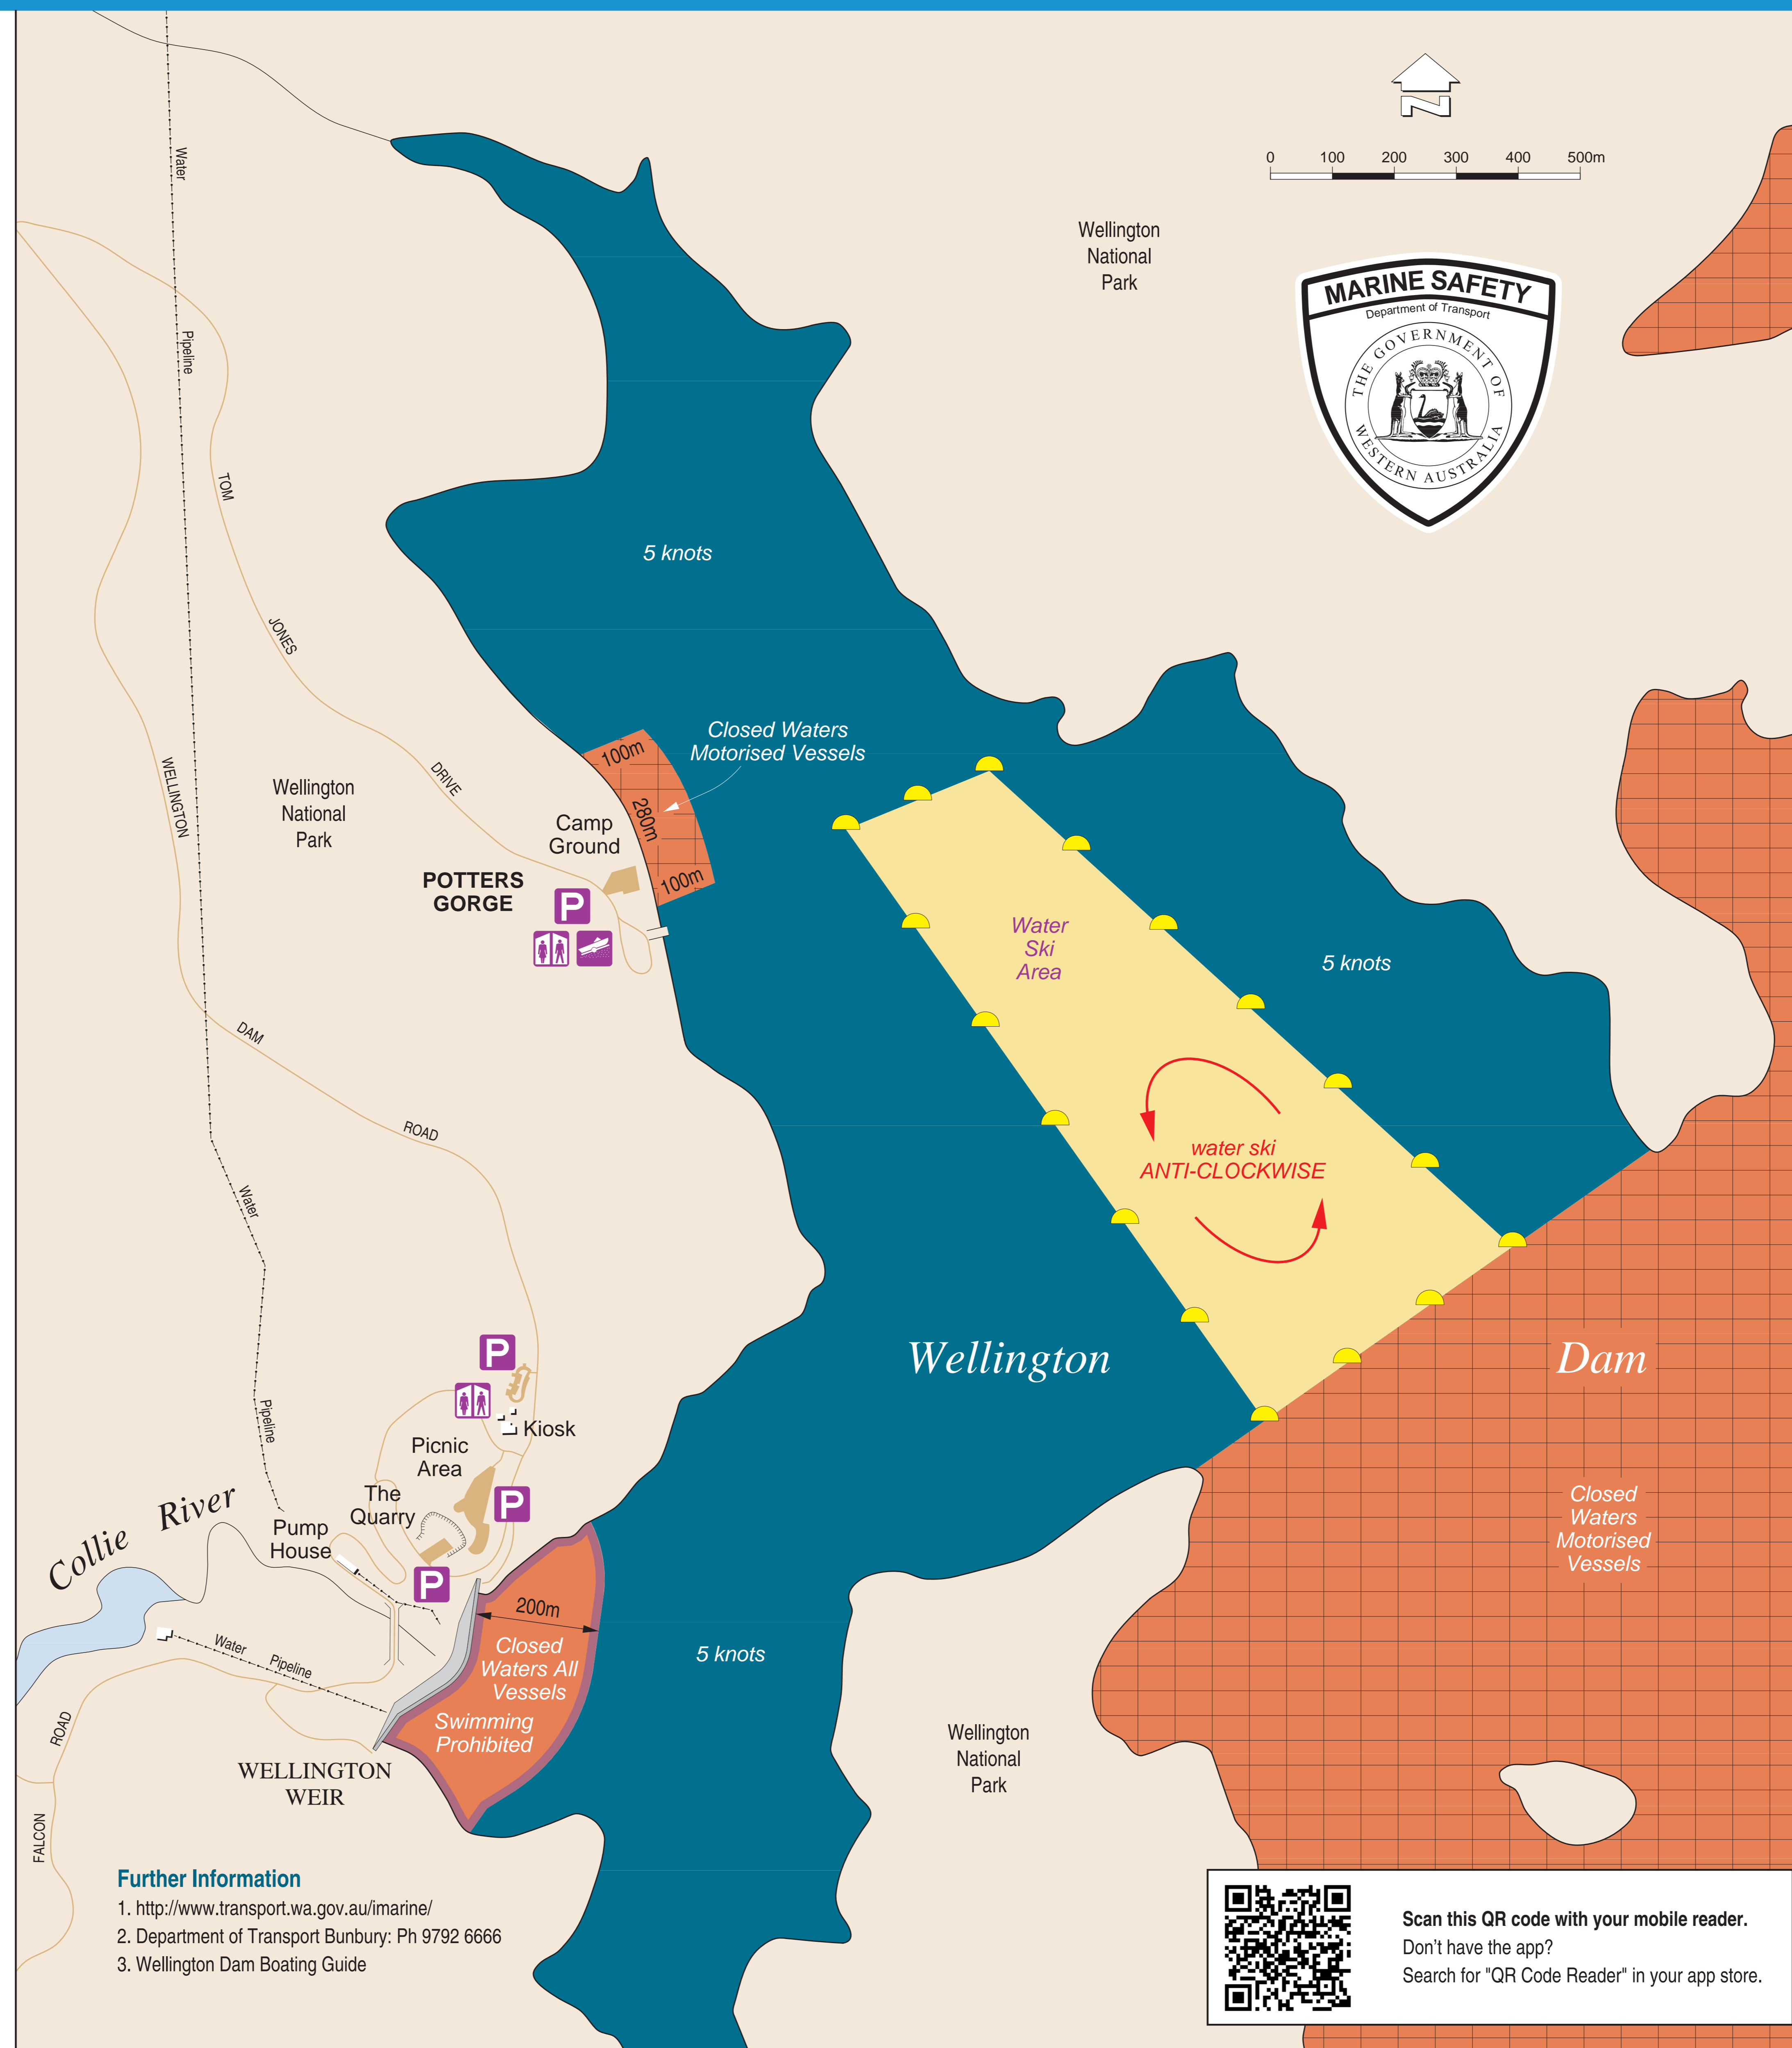 N
0 100 200 300 400 500m
Water
Wellington
National
Park
MARINE SAFETY
Department of Transport
THE GOVERNMENT OF
WESTERN AUSTRALIA
Pipeline
TOM
5 knots
JONES
Closed Waters
Motorised Vessels
100m
DRIVE
WELLINGTON
Wellington
National
Park
280m
Camp
Ground
100m
POTTERS
GORGE
P
Water
Ski
Area
5 knots
DAM
ROAD
water ski
ANTI-CLOCKWISE
Water
P
Wellington
Dam
Pipeline
Kiosk
Picnic
Area
The
Quarry
P
Collie River
Pump
House
Closed
Waters
Motorised
Vessels
P
200m
Water
Pipeline
Closed
Waters All
Vessels
Swimming
Prohibited
5 knots
ROAD
WELLINGTON
WEIR
Wellington
National
Park
FALCON
Further Information
1. http://www.transport.wa.gov.au/imarine/
2. Department of Transport Bunbury: Ph 9792 6666
3. Wellington Dam Boating Guide
Scan this QR code with your mobile reader.
Don't have the app?
Search for "QR Code Reader" in your app store.